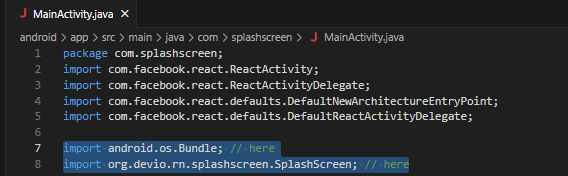 J MainActivity.java ×
android > app > src > main > java > com > splashscreen > J MainActivity.java
1 package com.splashscreen;
2 import com.facebook.react.ReactActivity;
3 import com.facebook.react.ReactActivityDelegate;
4 import com.facebook.react.defaults.DefaultNewArchitectureEntryPoint;
5 import com.facebook.react.defaults.DefaultReactActivityDelegate;
6
7 import android.os.Bundle; // here
8 import org.devio.rn.splashscreen.SplashScreen; // here